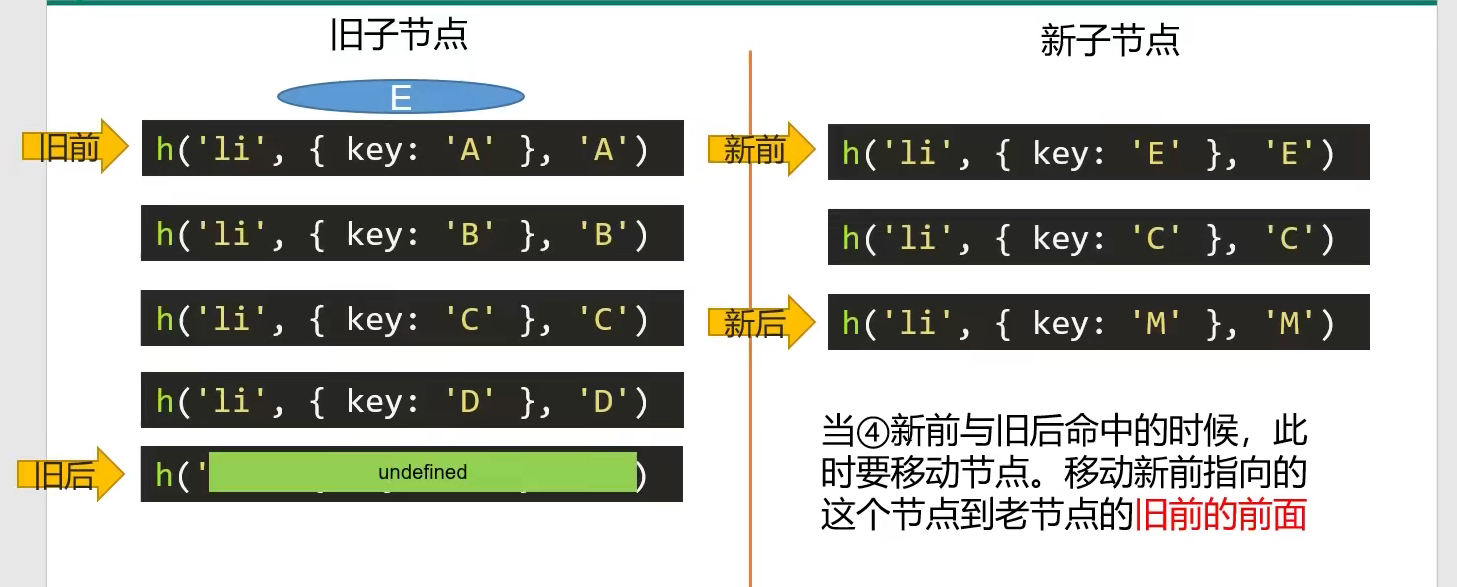 旧子节点
新子节点
E
旧前
h('li', { key: 'A' }, 'A')
新前
h('li', { key: 'E' }, 'E')
h('li', { key: 'B' }, 'B')
h('li', { key: 'C' }, 'C')
h('li', { key: 'C' }, 'C')
新后
h('li', { key: 'M' }, 'M')
h('li', { key: 'D' }, 'D')
旧后
h('
undefined
)
当④新前与旧后命中的时候，此
时要移动节点。移动新前指向的
这个节点到老节点的旧前的前面